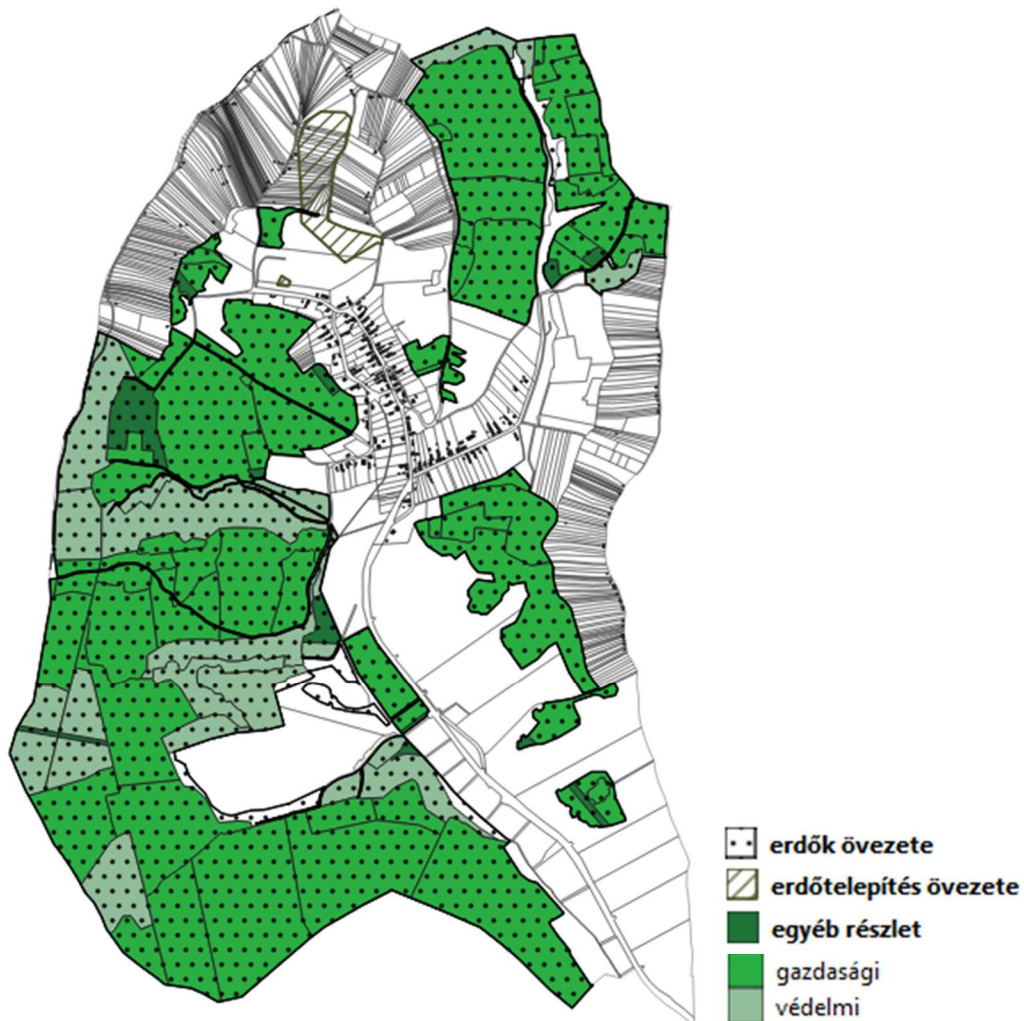 erdők övezete
erdőtelepítés övezete
egyéb részlet
gazdasági
védelmi